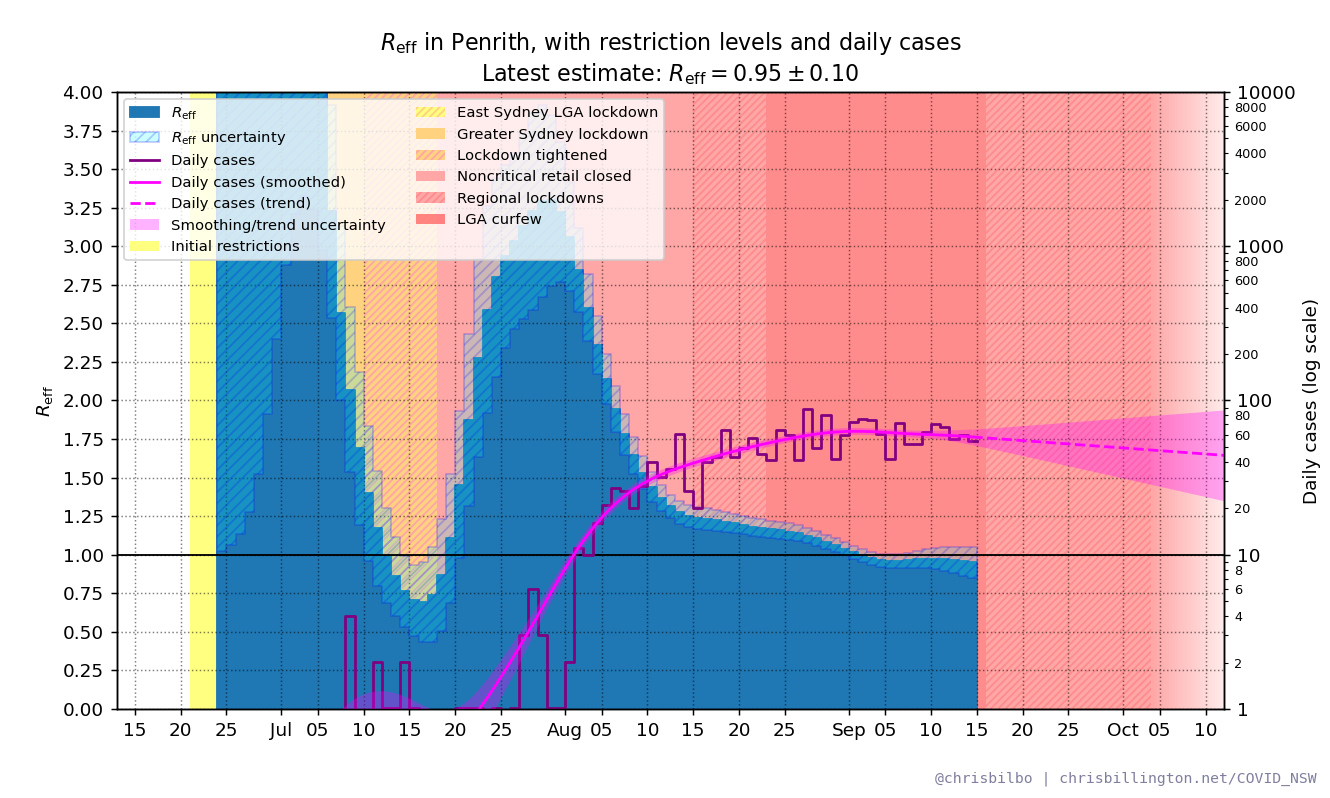 R_eff in Penrith, with restriction levels and daily cases
Latest estimate: R_eff = 0.95 ± 0.10
R_eff
4.00
3.75
3.50
3.25
3.00
2.75
2.50
2.25
2.00
1.75
1.50
1.25
1.00
0.75
0.50
0.25
0.00
R_eff
R_eff uncertainty
Daily cases
Daily cases (smoothed)
Daily cases (trend)
Smoothing/trend uncertainty
Initial restrictions
East Sydney LGA lockdown
Greater Sydney lockdown
Lockdown tightened
Noncritical retail closed
Regional lockdowns
LGA curfew
10000
8000
6000
4000
2000
1000
800
600
400
200
100
80
60
40
20
10
8
6
4
2
1
Daily cases (log scale)
15 20 25 Jul 05 10 15 20 25 Aug 05 10 15 20 25 Sep 05 10 15 20 25 Oct 05 10
@chrisbilbo | chrisbillington.net/COVID_NSW